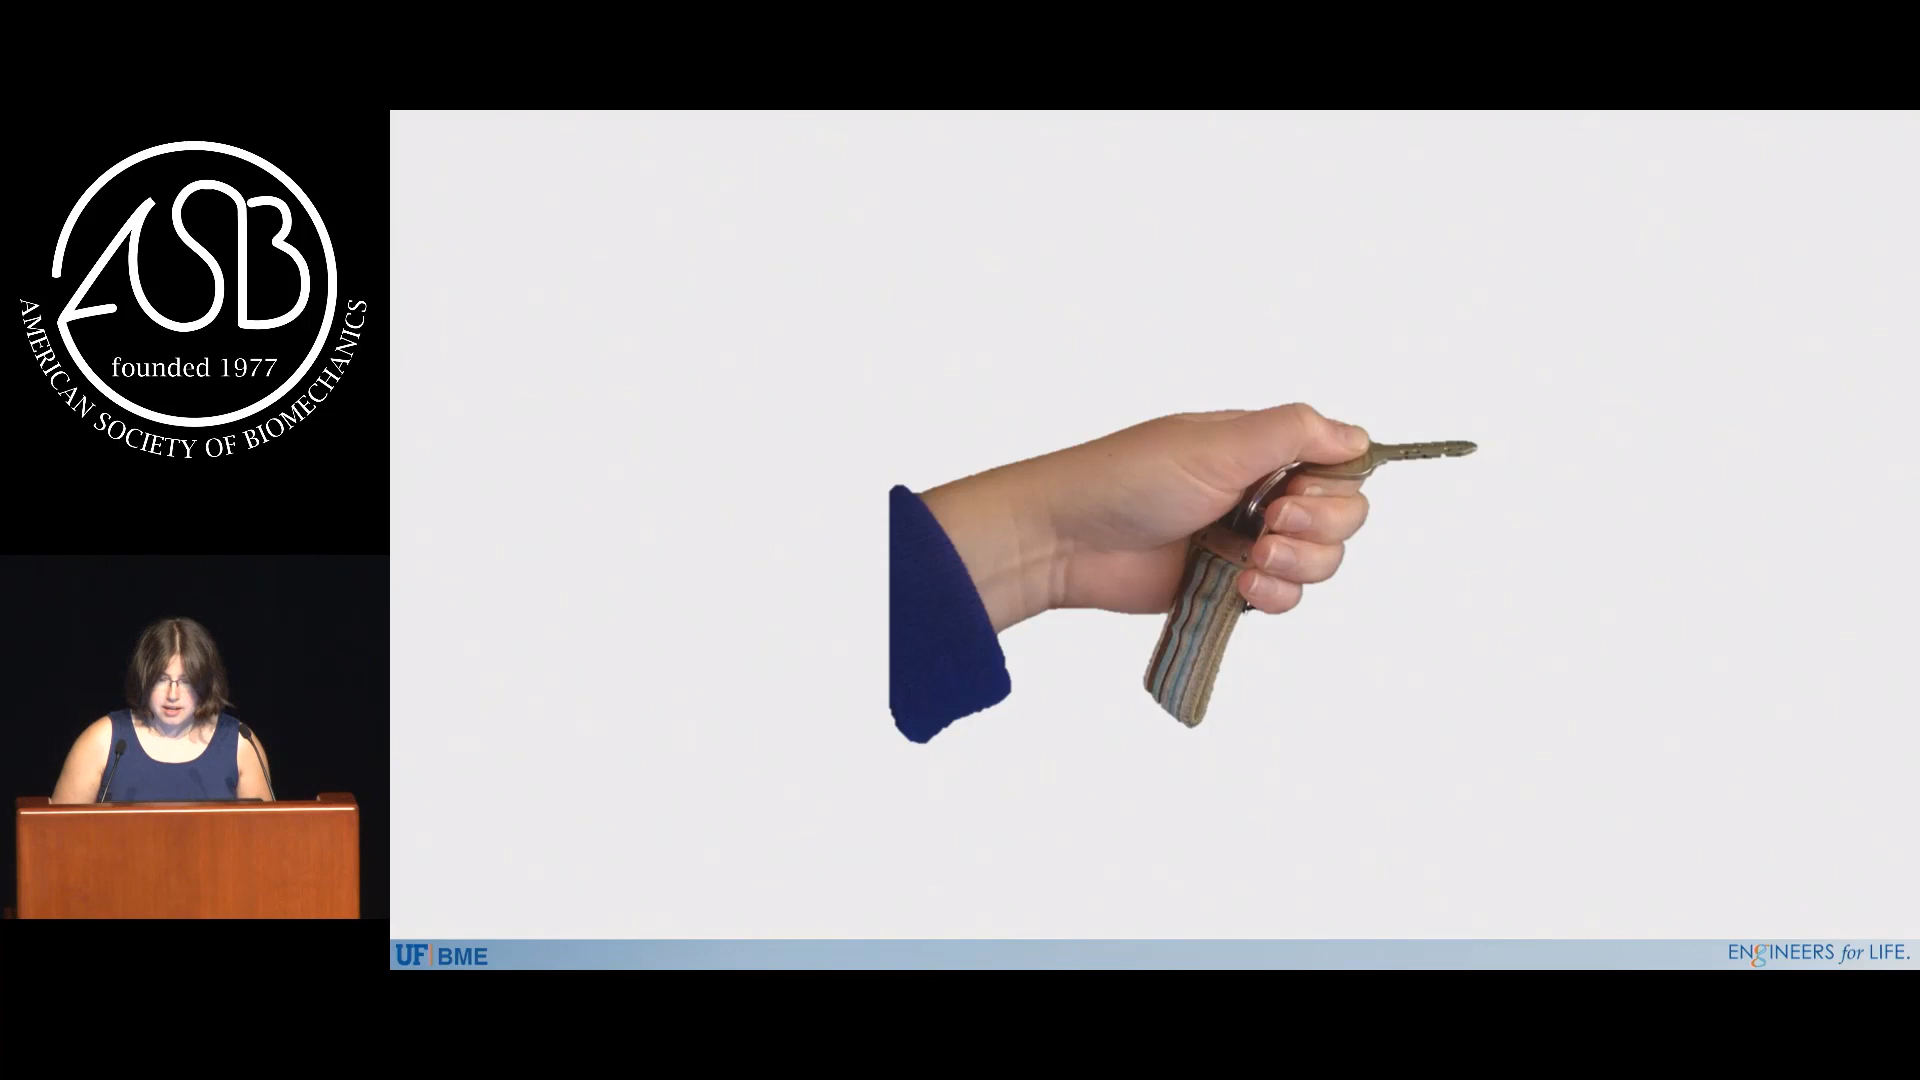 ASB
founded 1977
AMERICAN SOCIETY OF BIOMECHANICS
UF BME
ENGINEERS for LIFE.